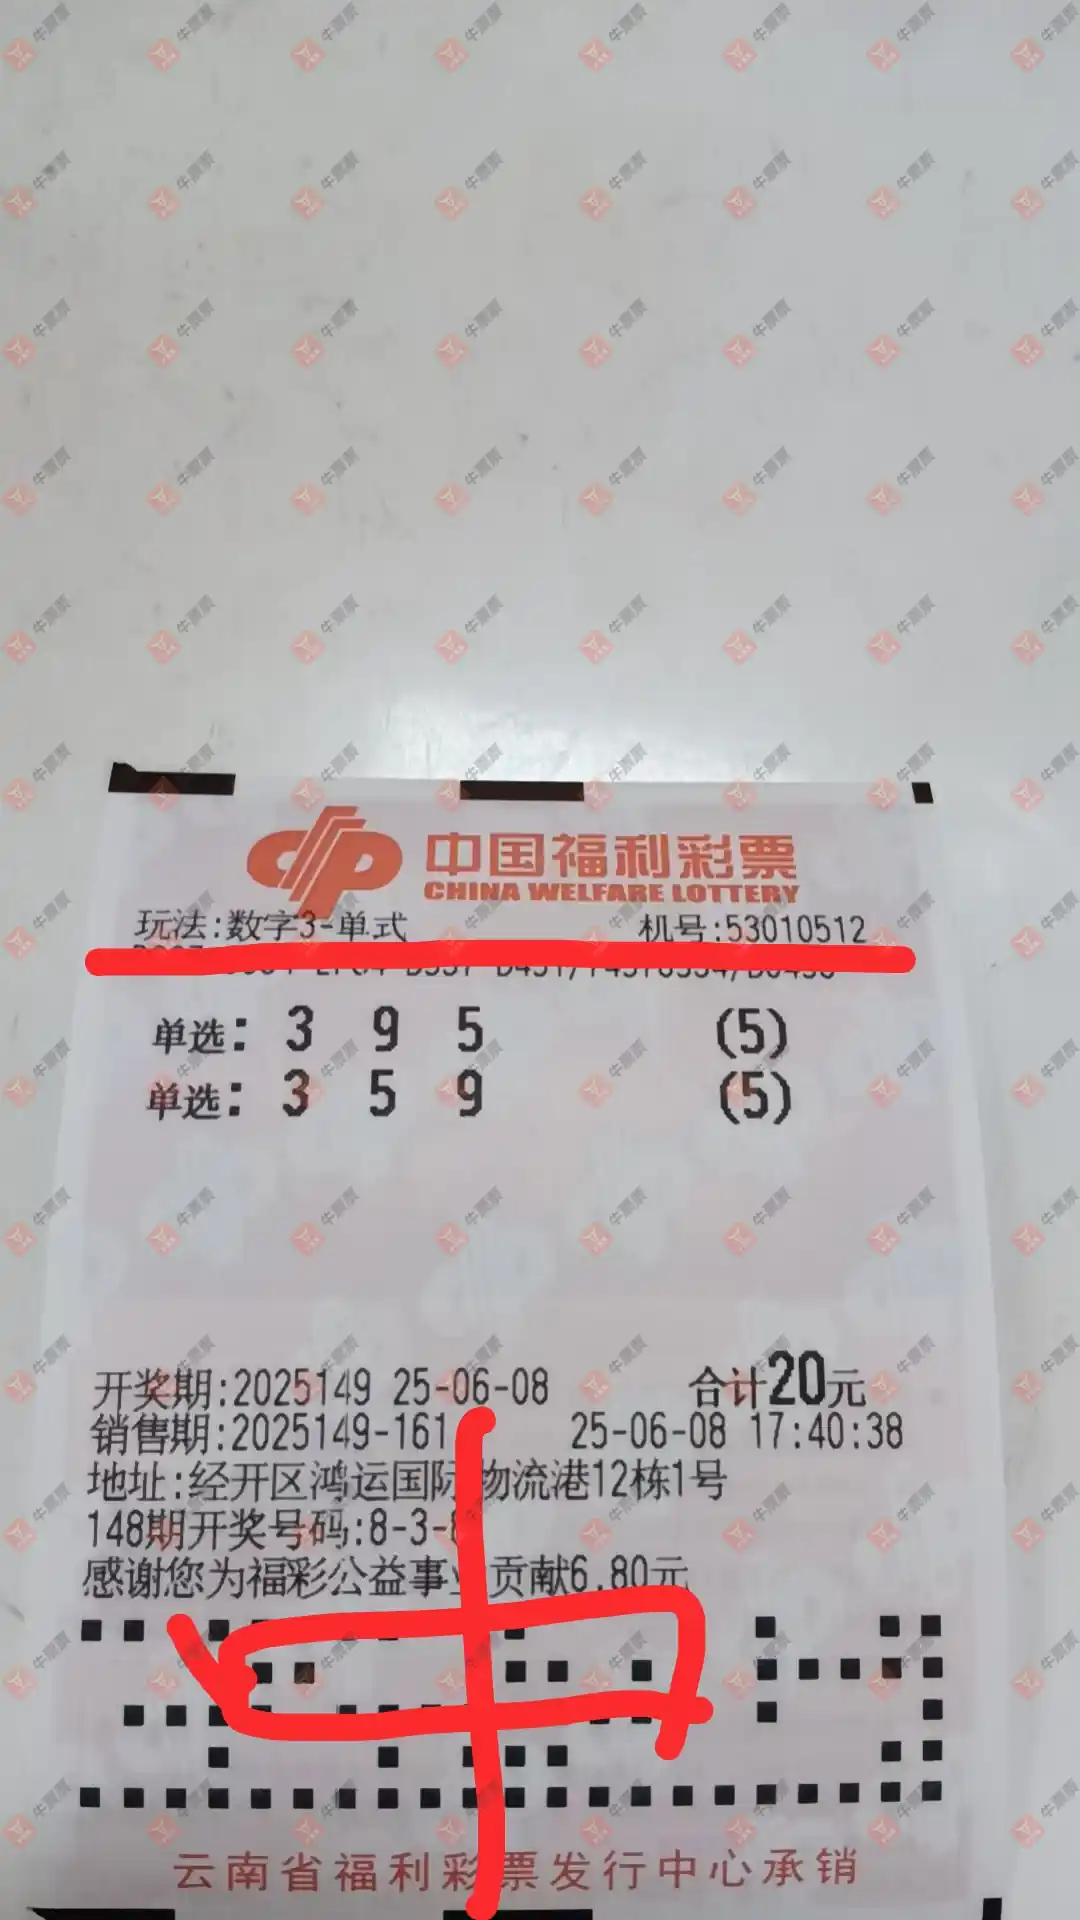 中国福利彩票
CHINA WELFARE LOTTERY
玩法:数字3-单式 机号:53010512
单选: 3 9 5 (5)
单选: 3 5 9 (5)
开奖期:2025149 25-06-08 合计20元
销售期:2025149-161 25-06-08 17:40:38
地址:经开区鸿运国际物流港12栋1号
148期开奖号码:8-3-
感谢您为福彩公益事业贡献6.80元
中
云南省福利彩票发行中心承销
牛票票